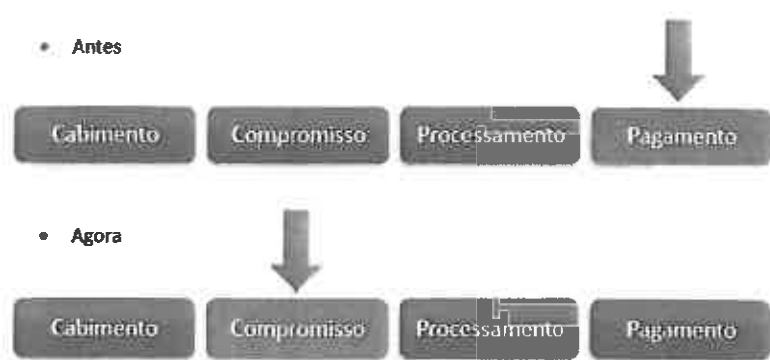 • Antes
Cabimento Compromisso Processamento Pagamento
• Agora
Cabimento Compromisso Processamento Pagamento